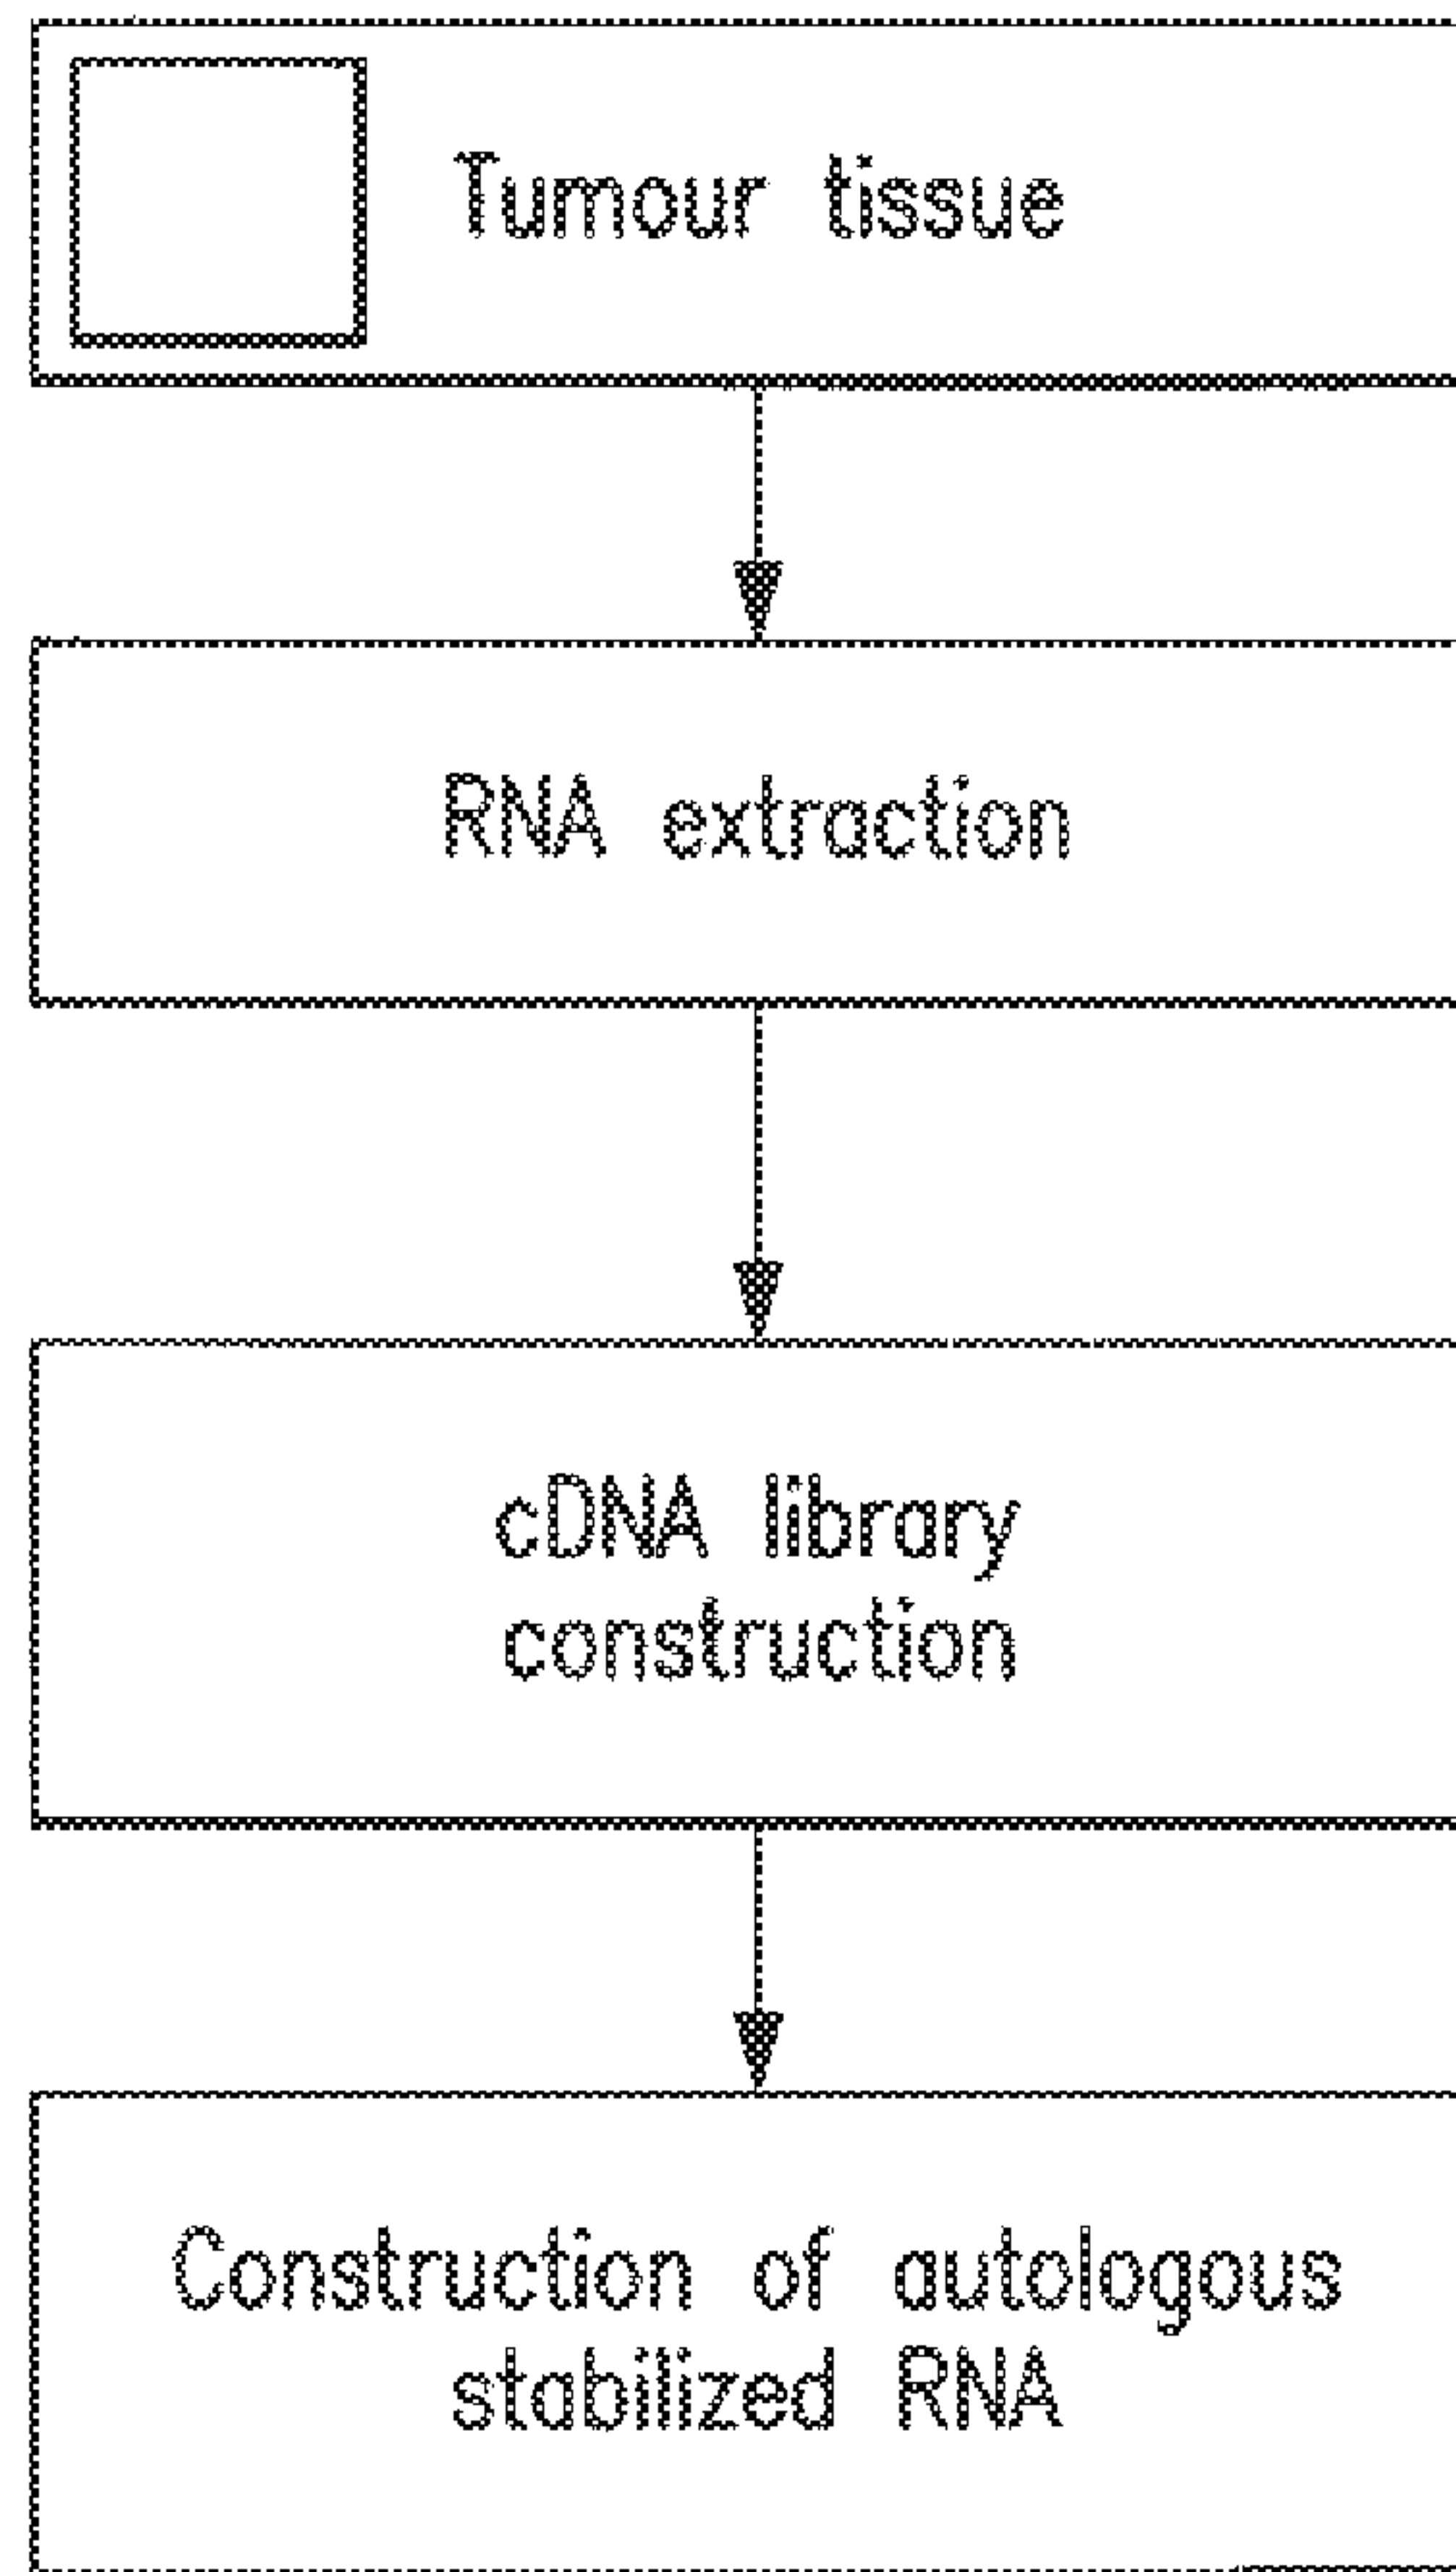 Tumour tissue
RNA extraction
cDNA library
construction
Construction of autologous
stabilized RNA